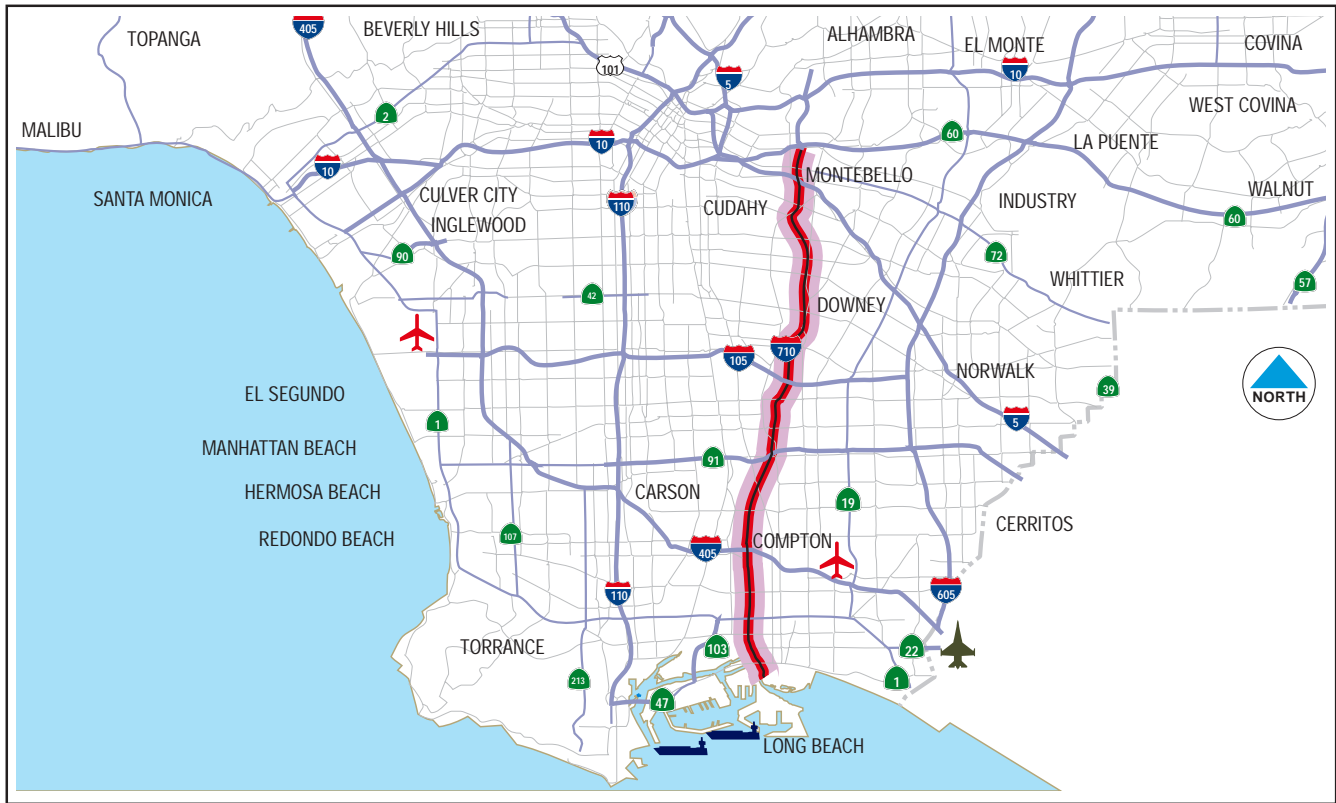 405
BEVERLY HILLS
TOPANGA
ALHAMBRA
EL MONTE
COVINA
101
5
10
WEST COVINA
2
MALIBU
10
60
LA PUENTE
10
MONTEBELLO
SANTA MONICA
CULVER CITY
110
CUDAHY
INDUSTRY
WALNUT
INGLEWOOD
60
90
72
WHITTIER
57
42
DOWNEY
710
105
NORWALK
39
NORTH
EL SEGUNDO
1
5
MANHATTAN BEACH
91
HERMOSA BEACH
CARSON
19
CERRITOS
REDONDO BEACH
107
COMPTON
405
110
605
TORRANCE
103
22
213
1
47
LONG BEACH